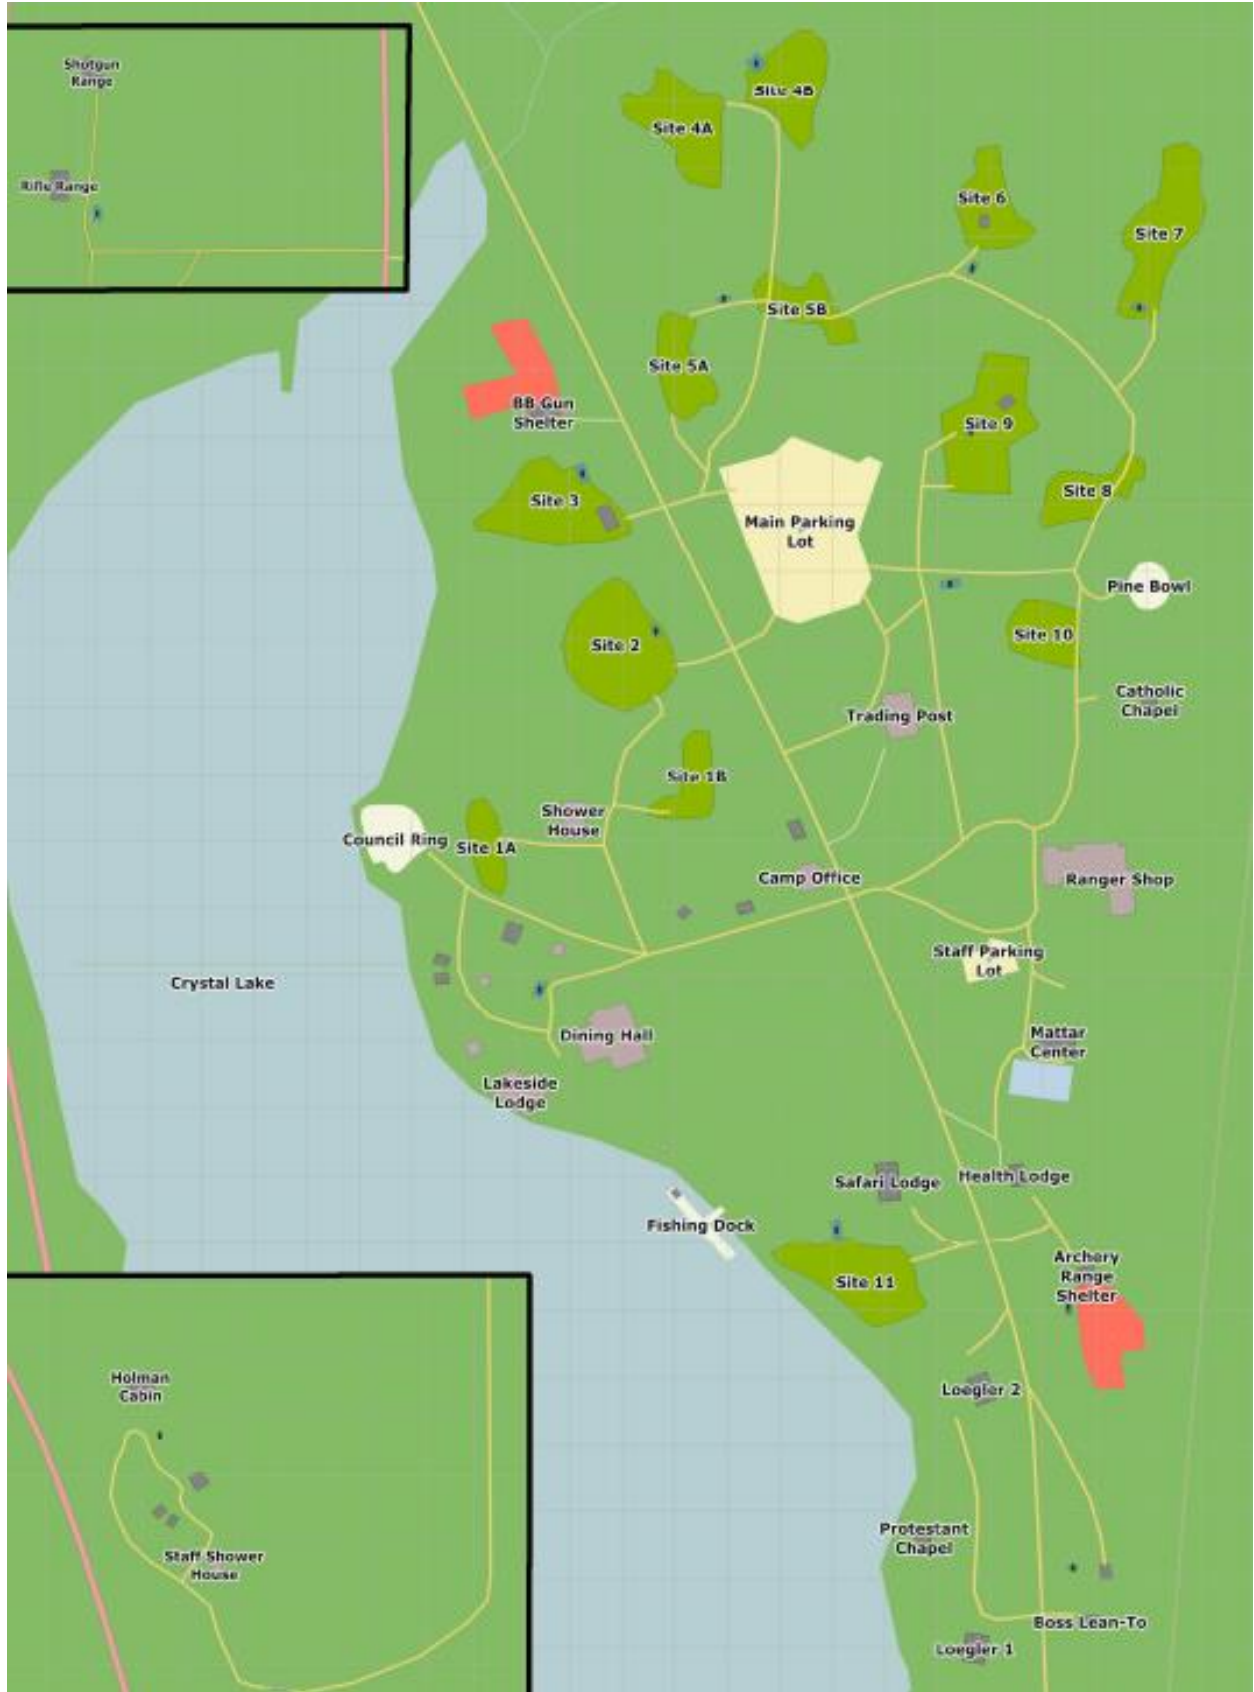 Shotgun
Range
Rifle Range
Site 4B
Site 4A
Site 6
Site 7
Site 5B
Site 5A
BB Gun
Shelter
Site 9
Site 3
Site 8
Main Parking
Lot
Pine Bowl
Site 2
Site 10
Catholic
Chapel
Trading Post
Site 1B
Shower
House
Council Ring
Site 1A
Camp Office
Ranger Shop
Staff Parking
Lot
Crystal Lake
Dining Hall
Mattar
Center
Lakeside
Lodge
Safari Lodge
Health Lodge
Fishing Dock
Archery
Range
Shelter
Site 11
Holman
Cabin
Loegler 2
Protestant
Chapel
Staff Shower
House
Boss Lean-To
Loegler 1